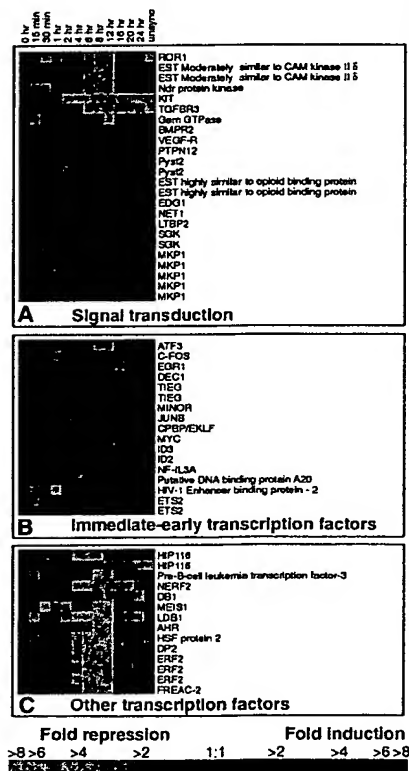 0 hr
15 min
30 min
1 hr
2 hr
4 hr
6 hr
8 hr
12 hr
16 hr
20 hr
24 hr
unsync
ROR1
EST Moderately similar to CAM kinase II δ
EST Moderately similar to CAM kinase II δ
Ndr protein kinase
KIT
TGFBR3
Gem GTPase
BMPR2
VEGF-R
PTPN12
Pyst2
Pyst2
EST highly similar to opioid binding protein
EST highly similar to opioid binding protein
EDG1
NET1
LTBP2
SGK
SGK
MKP1
MKP1
MKP1
MKP1
MKP1
A Signal transduction
ATF3
C-FOS
EGR1
DEC1
TIEG
TIEG
MINOR
JUNB
CPBP/EKLF
MYC
ID3
ID2
NF-IL3A
Putative DNA binding protein A20
HIV-1 Enhancer binding protein - 2
ETS2
ETS2
B Immediate-early transcription factors
HIP116
HIP116
Pre-B-cell leukemia transcription factor-3
NERF2
DB1
MEIS1
LDB1
AHR
HSF protein 2
DP2
ERF2
ERF2
ERF2
FREAC-2
C Other transcription factors
Fold repression Fold induction
>8 >6 >4 >2 1:1 >2 >4 >6 >8